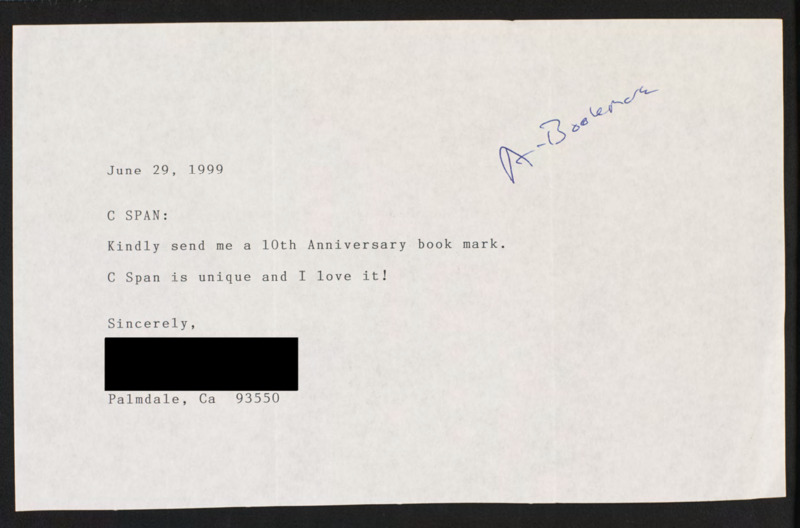 A-Bookmark
June 29, 1999
C SPAN:
Kindly send me a 10th Anniversary book mark.
C Span is unique and I love it!
Sincerely,
Palmdale, Ca  93550